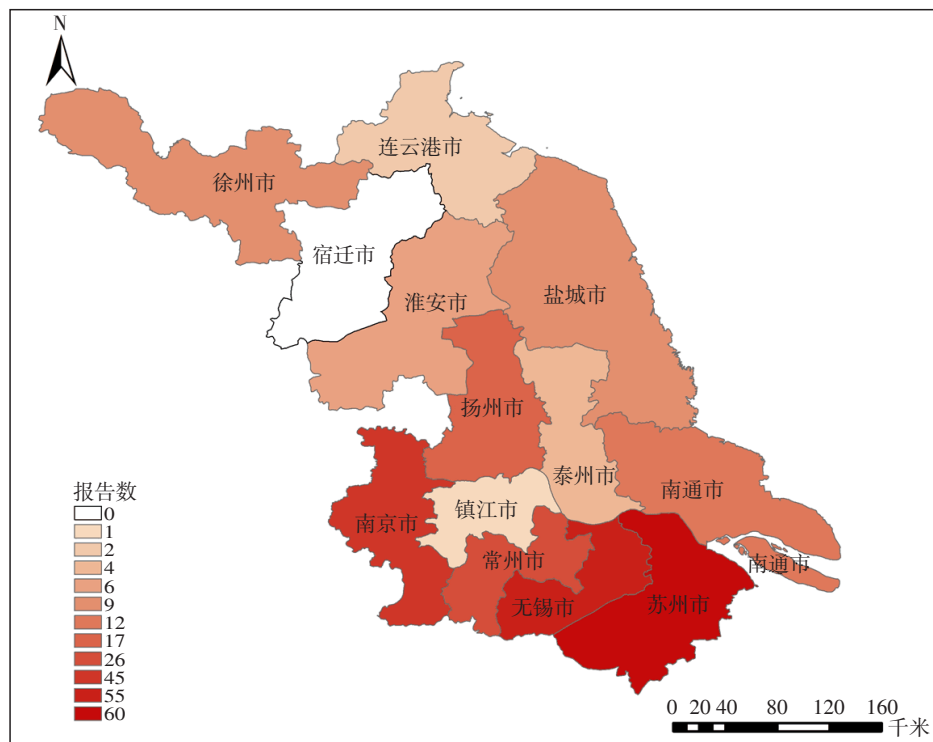 N
连云港市
徐州市
宿迁市
淮安市
盐城市
扬州市
泰州市
南通市
镇江市
南京市
常州市
南通市
无锡市
苏州市
报告数
0
1
2
4
6
9
12
17
26
45
55
60
0 20 40 80 120 160
千米